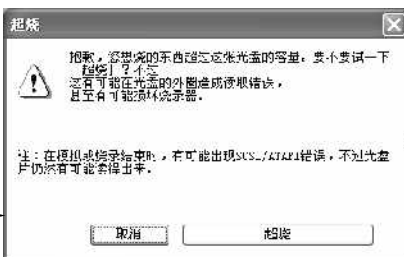 超烧
抱歉，您想烧的东西超过这张光盘的容量。要不要试一下
「超烧」？不过
这有可能在光盘的外圈造成读取错误，
甚至有可能损坏烧录器。
注：在模拟或烧录结束时，有可能出现SCSI/ATAPI错误，不过光盘
片仍然有可能读得出来。
取消
超烧